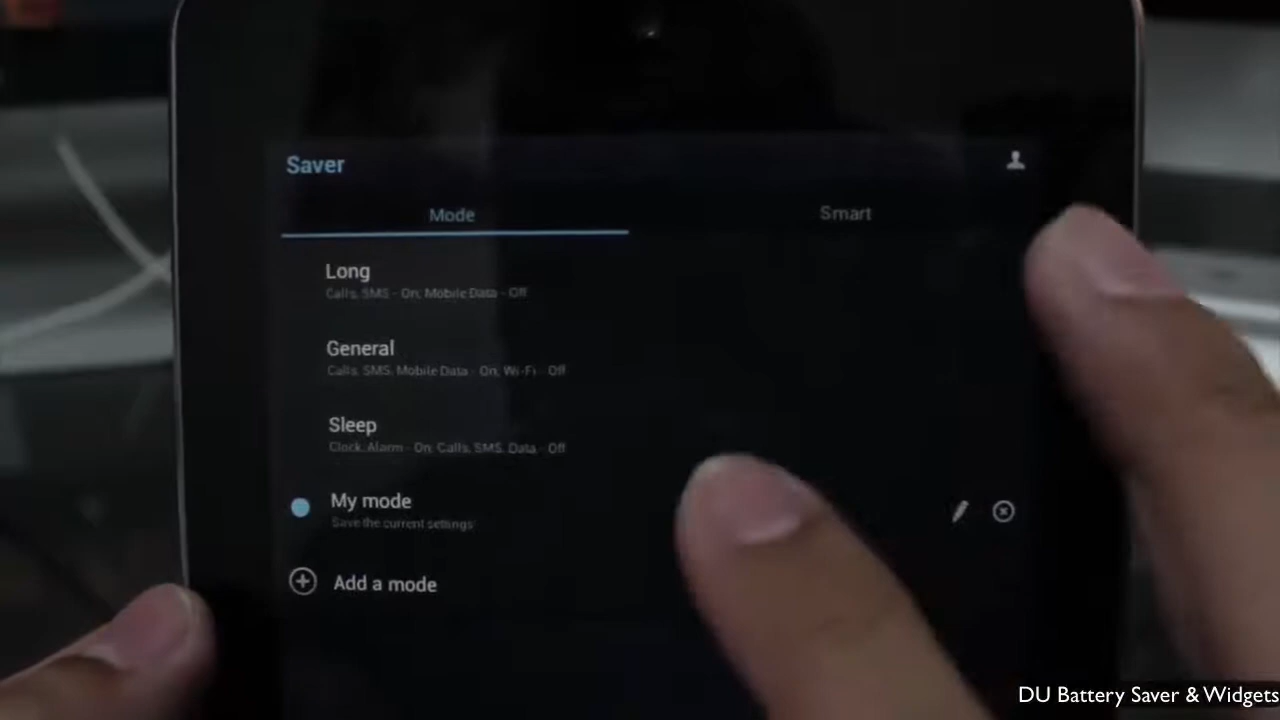 Saver
Mode
Smart
Long
Calls, SMS - On, Mobile Data - Off
General
Calls, SMS, Mobile Data - On, Wi-Fi - Off
Sleep
Clock, Alarm - On, Calls, SMS, Data - Off
My mode
Save the current settings
Add a mode
DU Battery Saver & Widgets